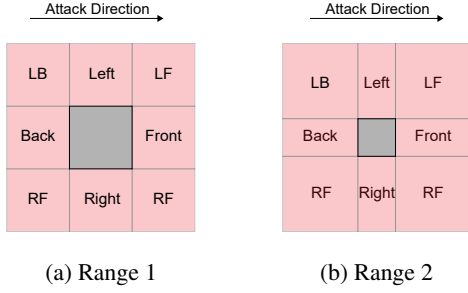 Attack Direction
LB Left LF
Back Front
RF Right RF
(a) Range 1
Attack Direction
LB Left LF
Back Front
RF Right RF
(b) Range 2